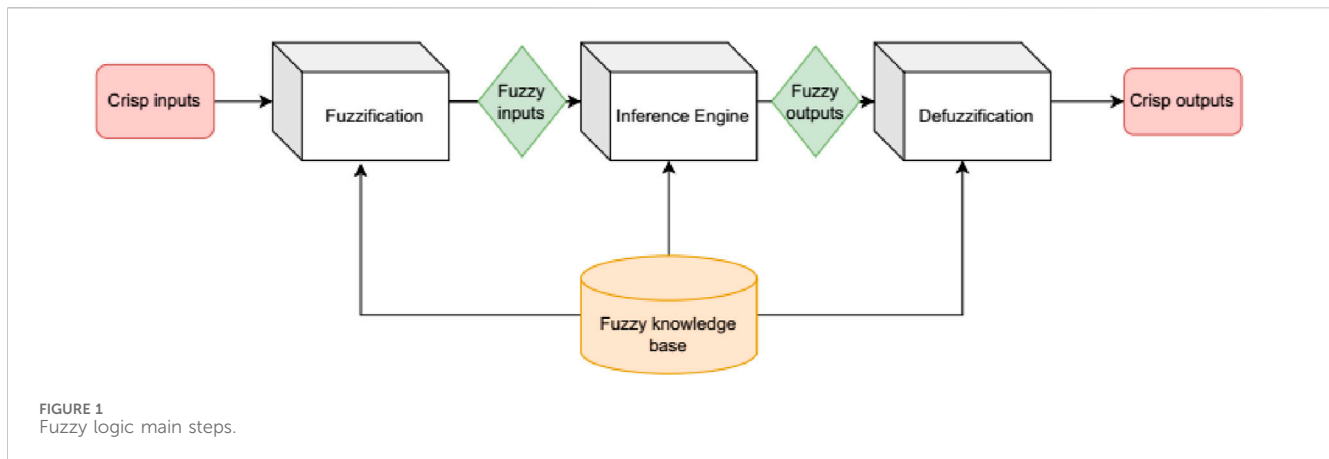 Crisp inputs
Fuzzification
Fuzzy
inputs
Inference Engine
Fuzzy
outputs
Defuzzification
Crisp outputs
Fuzzy knowledge
base
FIGURE 1
Fuzzy logic main steps.